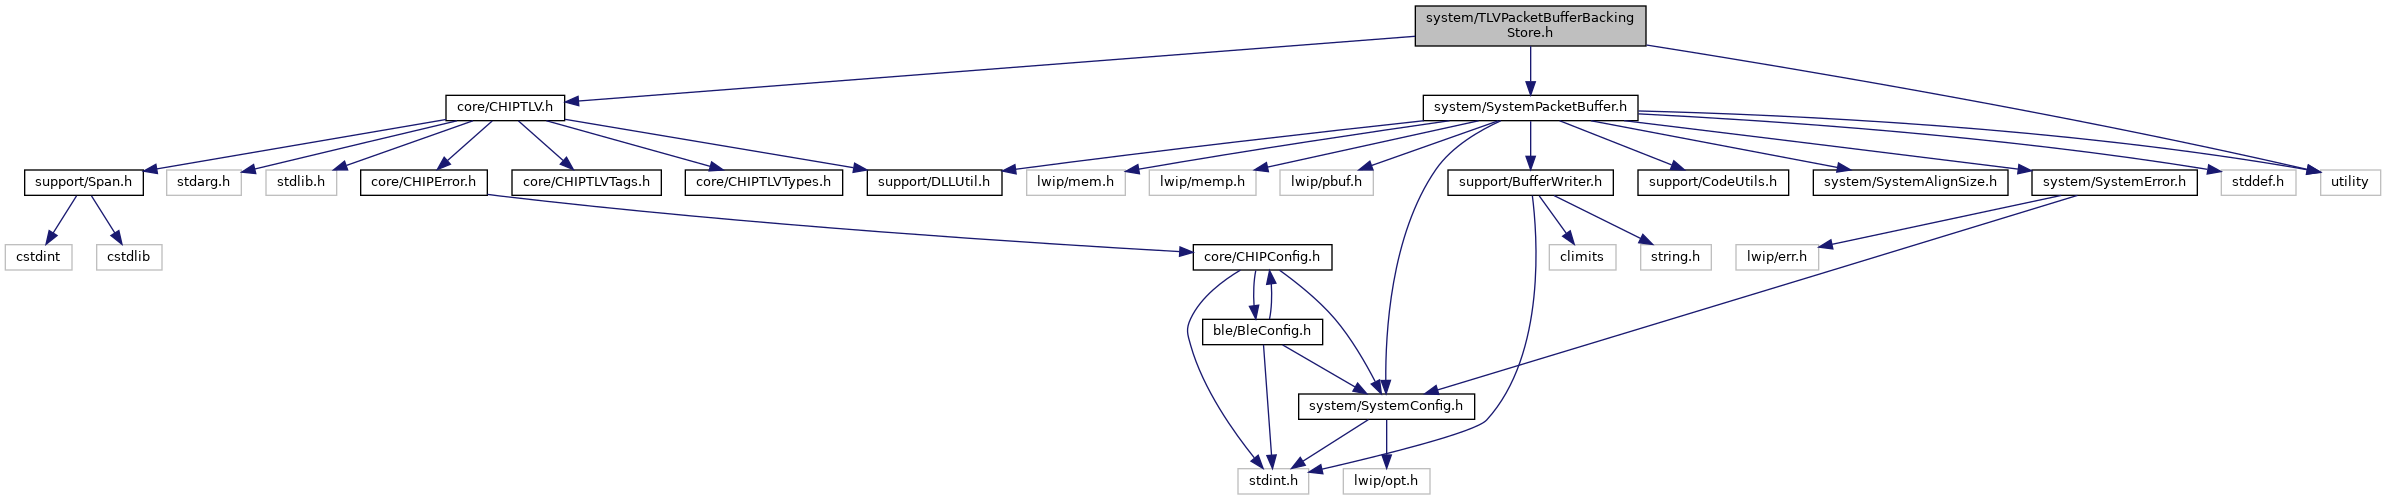 system/TLVPacketBufferBacking
Store.h
core/CHIPTLV.h
system/SystemPacketBuffer.h
support/Span.h
stdarg.h
stdlib.h
core/CHIPError.h
core/CHIPTLVTags.h
core/CHIPTLVTypes.h
support/DLLUtil.h
lwip/mem.h
lwip/memp.h
lwip/pbuf.h
support/BufferWriter.h
support/CodeUtils.h
system/SystemAlignSize.h
system/SystemError.h
stddef.h
utility
cstdint
cstdlib
core/CHIPConfig.h
climits
string.h
lwip/err.h
ble/BleConfig.h
system/SystemConfig.h
stdint.h
lwip/opt.h